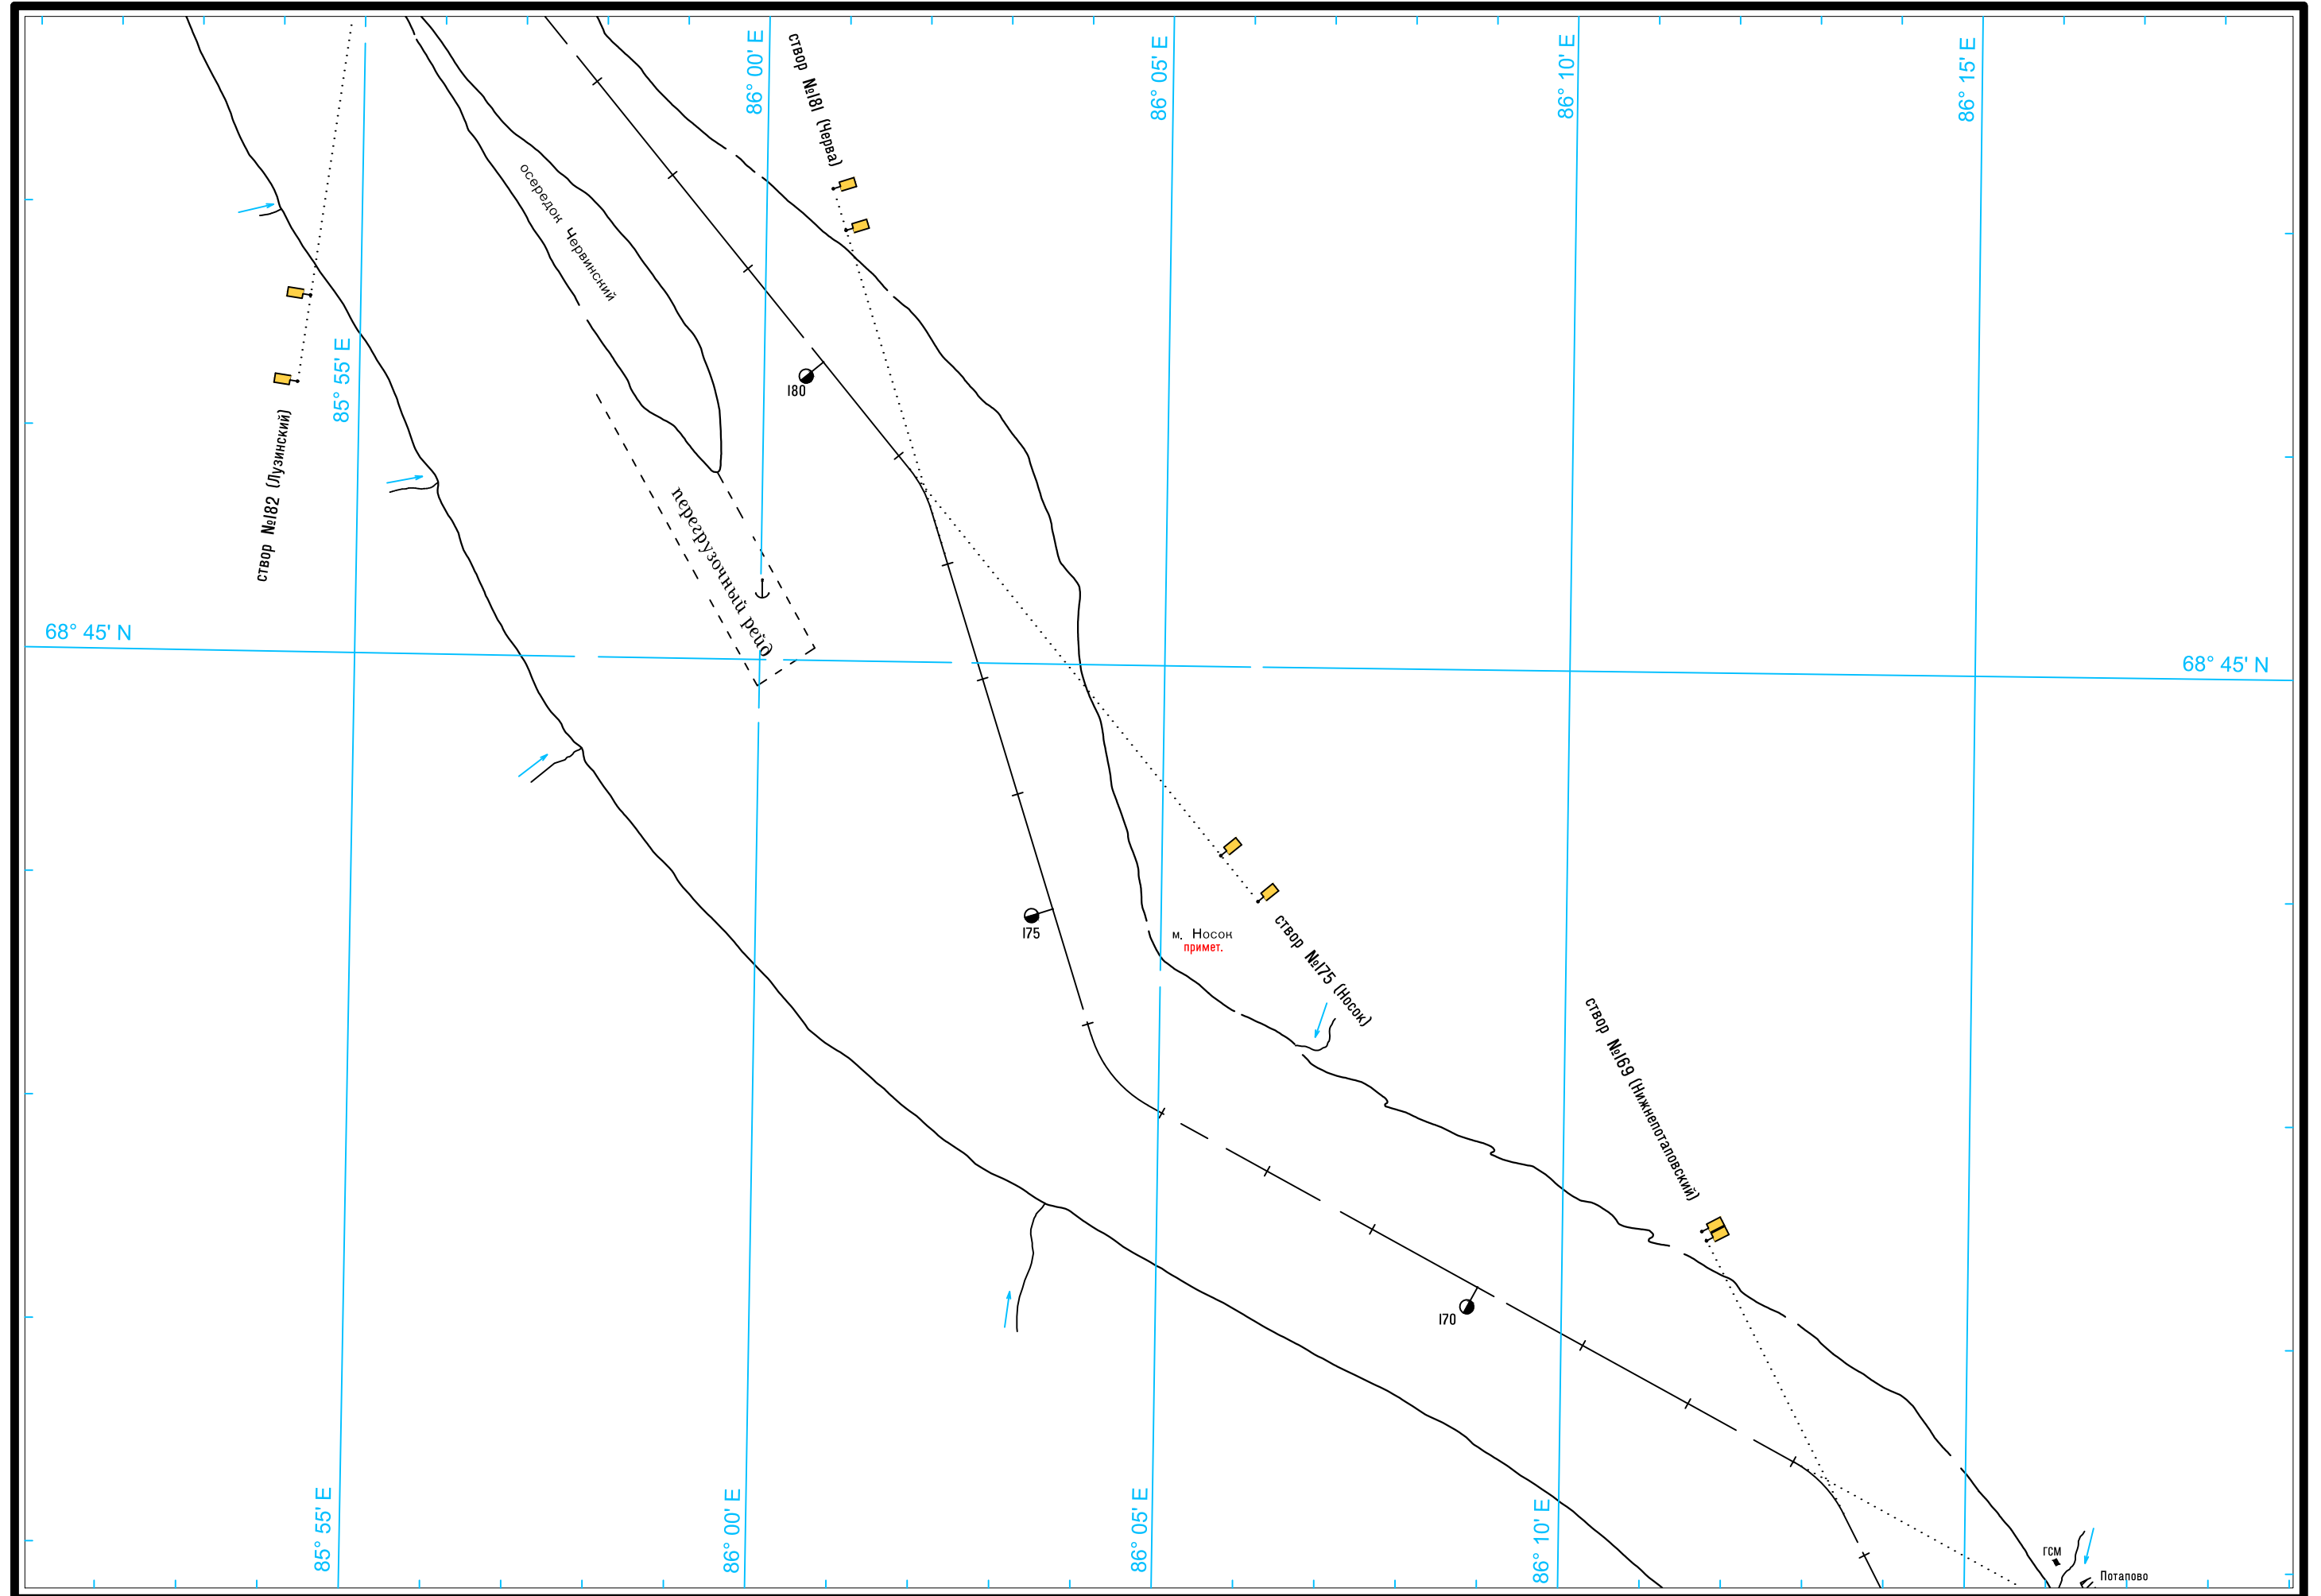 86° 00' E
створ №181 (Черва)
86° 05' E
86° 10' E
86° 15' E
осередок Червинский
85° 55' E
180
створ №182 (Лузинский)
перегрузочный рейд
68° 45' N
68° 45' N
175
м. Носок
примет.
створ №175 (Носок)
створ №169 (Нижнепотаповский)
170
85° 55' E
86° 00' E
86° 05' E
86° 10' E
ГСМ
Потапово